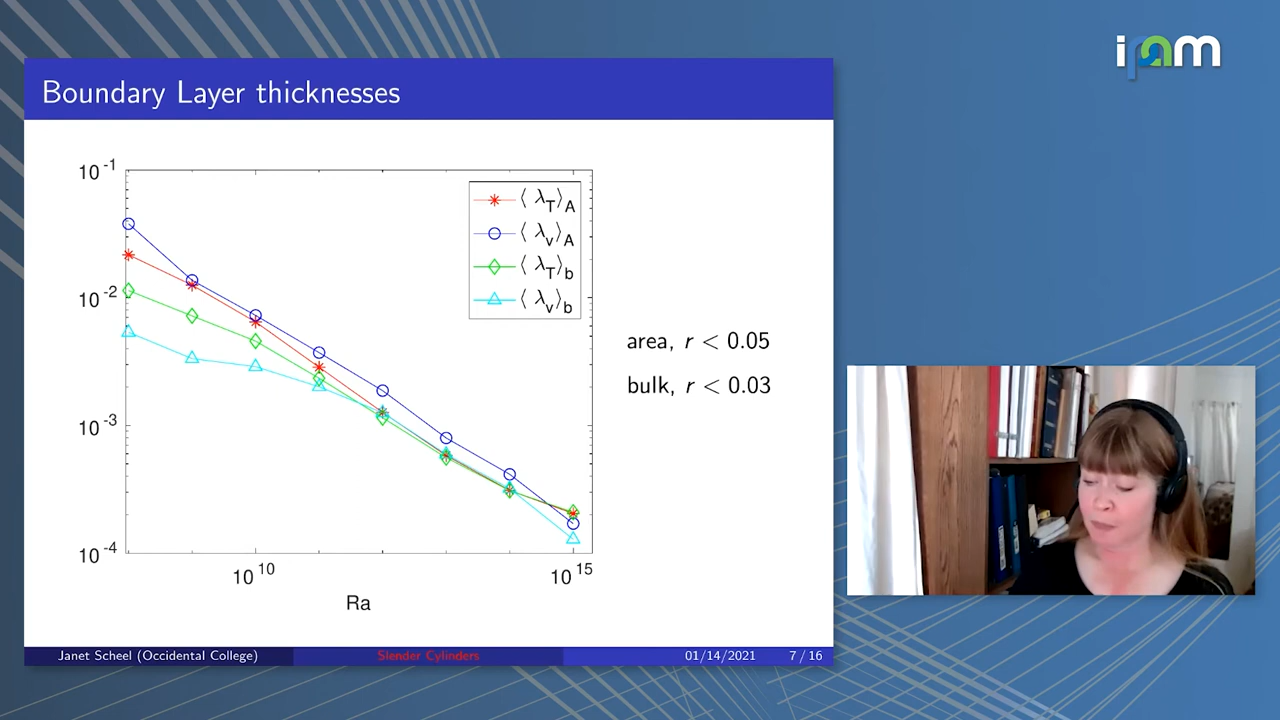 ipam
Boundary Layer thicknesses
10^-1
10^-2
10^-3
10^-4
10^10
10^15
Ra
⟨ λ_T⟩_A
⟨ λ_v⟩_A
⟨ λ_T⟩_b
⟨ λ_v⟩_b
area, r < 0.05
bulk, r < 0.03
Janet Scheel (Occidental College)
Slender Cylinders
01/14/2021
7 / 16